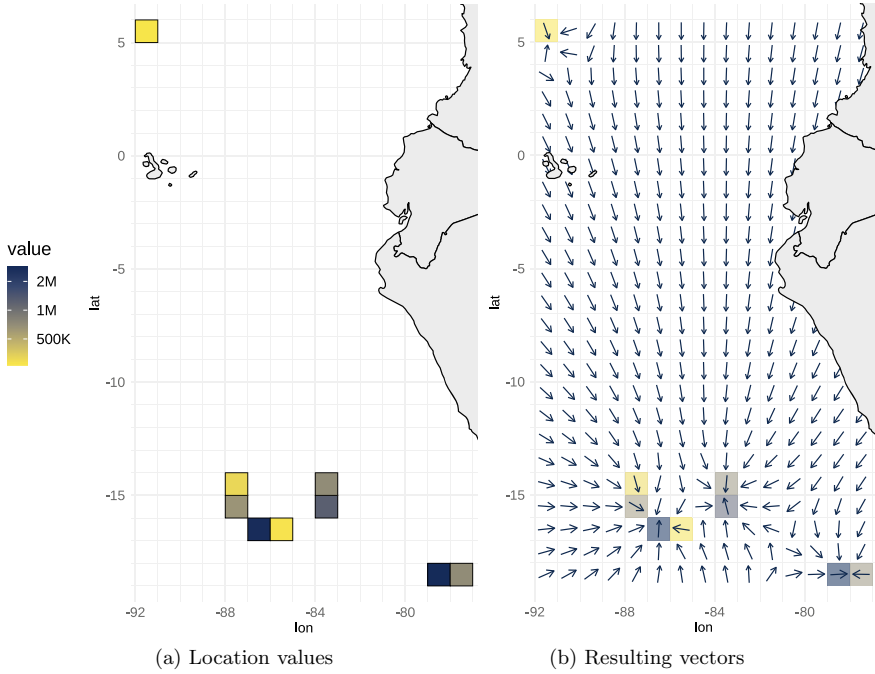 value
2M
1M
500K
lat
5
0
-5
-10
-15
-92
-88
-84
-80
lon
(a) Location values
lat
5
0
-5
-10
-15
-92
-88
-84
-80
lon
(b) Resulting vectors